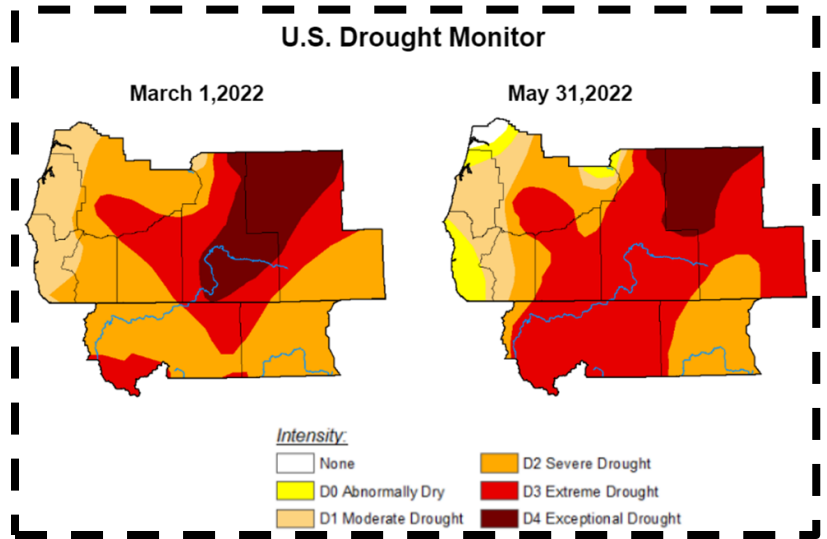 U.S. Drought Monitor
March 1,2022
May 31,2022
Intensity:
None
D0 Abnormally Dry
D1 Moderate Drought
D2 Severe Drought
D3 Extreme Drought
D4 Exceptional Drought